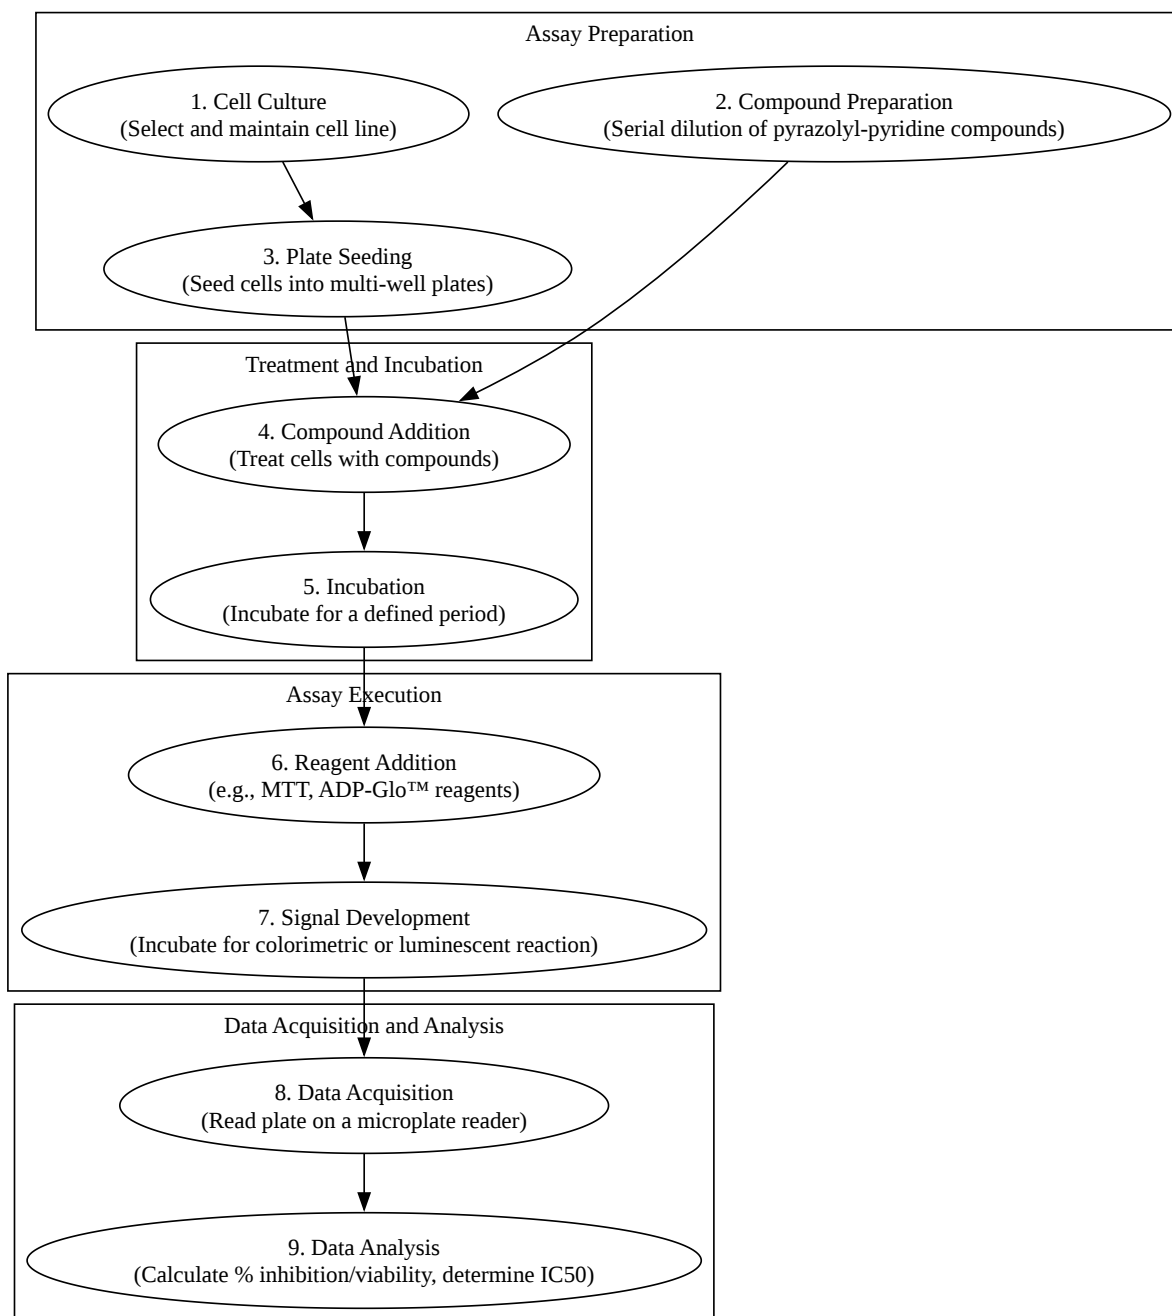 Assay Preparation
1. Cell Culture
(Select and maintain cell line)
2. Compound Preparation
(Serial dilution of pyrazolyl-pyridine compounds)
3. Plate Seeding
(Seed cells into multi-well plates)
Treatment and Incubation
4. Compound Addition
(Treat cells with compounds)
5. Incubation
(Incubate for a defined period)
Assay Execution
6. Reagent Addition
(e.g., MTT, ADP-Glo™ reagents)
7. Signal Development
(Incubate for colorimetric or luminescent reaction)
Data Acquisition and Analysis
8. Data Acquisition
(Read plate on a microplate reader)
9. Data Analysis
(Calculate % inhibition/viability, determine IC50)